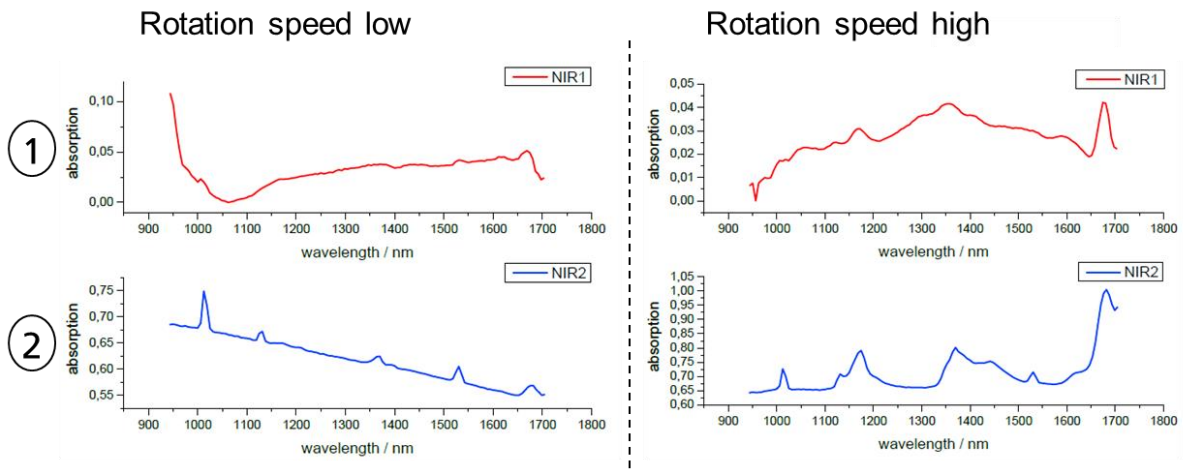 Rotation speed low
Rotation speed high
1
NIR1
absorption
0,10
0,05
0,00
900 1000 1100 1200 1300 1400 1500 1600 1700 1800
wavelength / nm
NIR1
absorption
0,05
0,04
0,03
0,02
0,01
0,00
900 1000 1100 1200 1300 1400 1500 1600 1700 1800
wavelength / nm
2
NIR2
absorption
0,75
0,70
0,65
0,60
0,55
900 1000 1100 1200 1300 1400 1500 1600 1700 1800
wavelength / nm
NIR2
absorption
1,05
1,00
0,95
0,90
0,85
0,80
0,75
0,70
0,65
0,60
900 1000 1100 1200 1300 1400 1500 1600 1700 1800
wavelength / nm